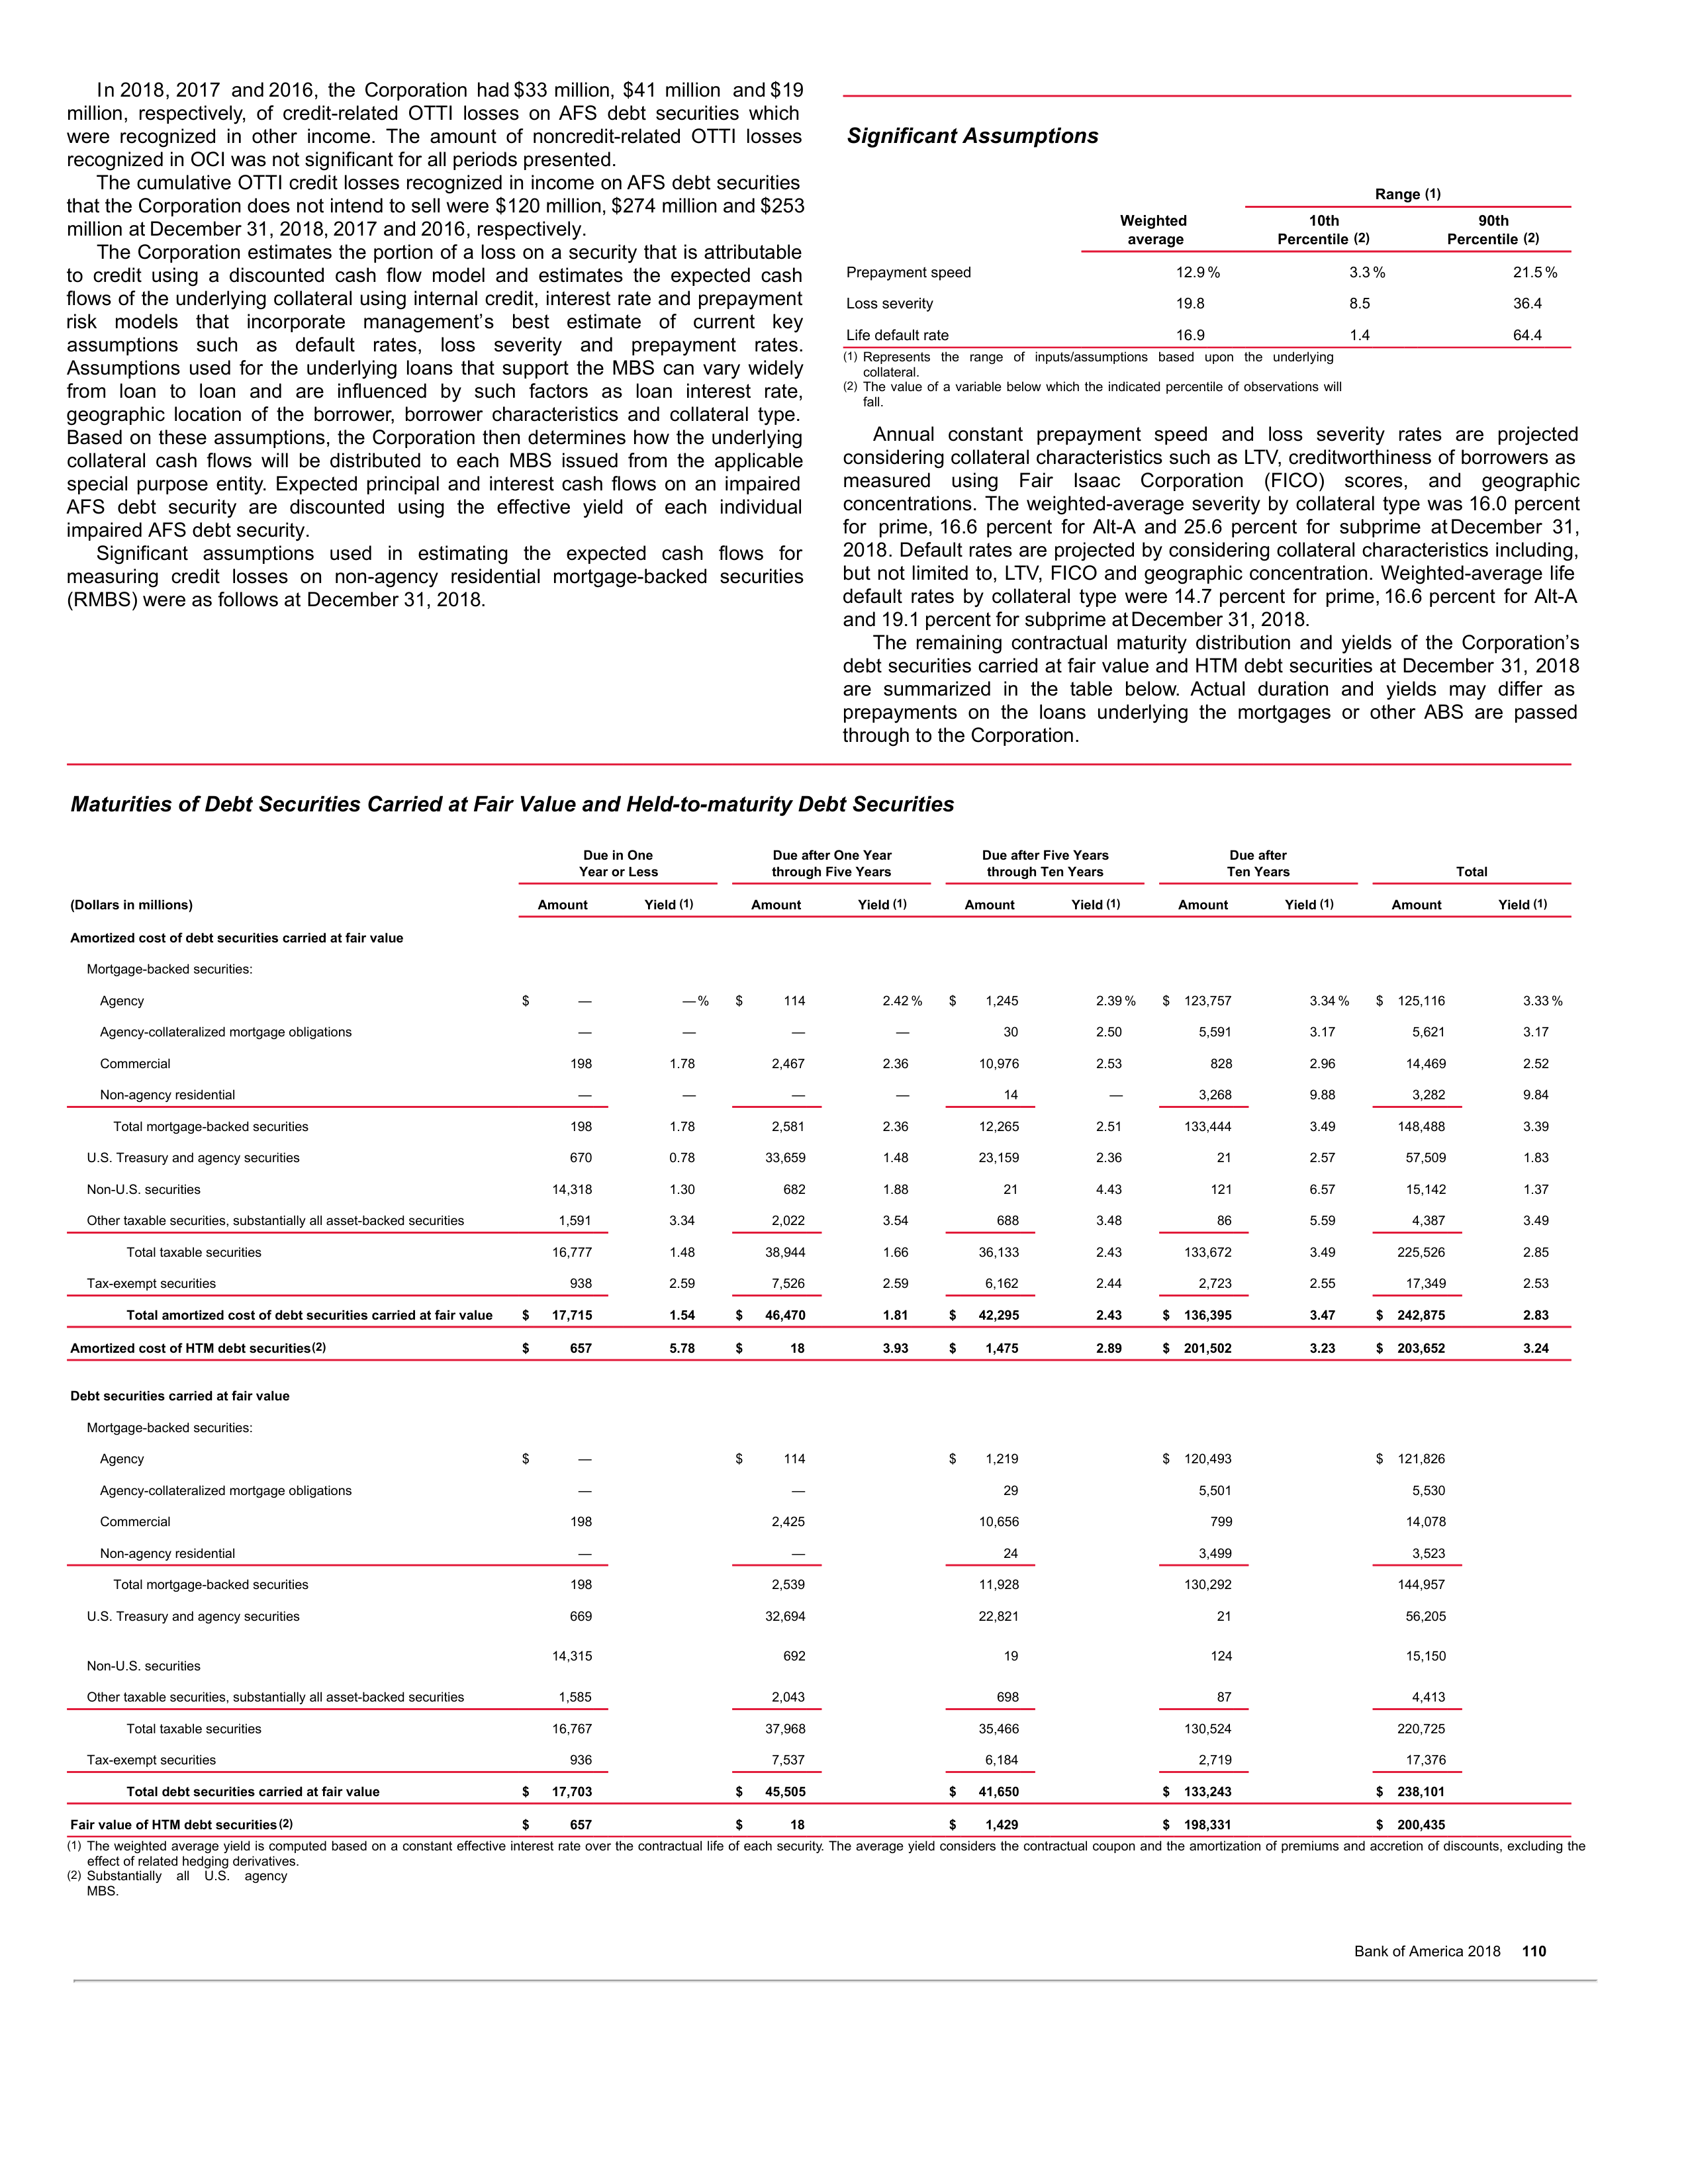 In 2018, 2017 and 2016, the Corporation had $33 million, $41 million and $19
million, respectively, of credit-related OTTI losses on AFS debt securities which
were recognized in other income. The amount of noncredit-related OTTI losses
recognized in OCI was not significant for all periods presented.
The cumulative OTTI credit losses recognized in income on AFS debt securities
that the Corporation does not intend to sell were $120 million, $274 million and $253
million at December 31, 2018, 2017 and 2016, respectively.
The Corporation estimates the portion of a loss on a security that is attributable
to credit using a discounted cash flow model and estimates the expected cash
flows of the underlying collateral using internal credit, interest rate and prepayment
risk models that incorporate management's best estimate of current key
assumptions such as default rates, loss severity and prepayment rates.
Assumptions used for the underlying loans that support the MBS can vary widely
from loan to loan and are influenced by such factors as loan interest rate,
geographic location of the borrower, borrower characteristics and collateral type.
Based on these assumptions, the Corporation then determines how the underlying
collateral cash flows will be distributed to each MBS issued from the applicable
special purpose entity. Expected principal and interest cash flows on an impaired
AFS debt security are discounted using the effective yield of each individual
impaired AFS debt security.
Significant assumptions used in estimating the expected cash flows for
measuring credit losses on non-agency residential mortgage-backed securities
(RMBS) were as follows at December 31, 2018.
Significant Assumptions
Range (1)
Weighted average 10th Percentile (2) 90th Percentile (2)
Prepayment speed 12.9 % 3.3 % 21.5 %
Loss severity 19.8 8.5 36.4
Life default rate 16.9 1.4 64.4
(1) Represents the range of inputs/assumptions based upon the underlying
collateral.
(2) The value of a variable below which the indicated percentile of observations will
fall.
Annual constant prepayment speed and loss severity rates are projected
considering collateral characteristics such as LTV, creditworthiness of borrowers as
measured using Fair Isaac Corporation (FICO) scores, and geographic
concentrations. The weighted-average severity by collateral type was 16.0 percent
for prime, 16.6 percent for Alt-A and 25.6 percent for subprime at December 31,
2018. Default rates are projected by considering collateral characteristics including,
but not limited to, LTV, FICO and geographic concentration. Weighted-average life
default rates by collateral type were 14.7 percent for prime, 16.6 percent for Alt-A
and 19.1 percent for subprime at December 31, 2018.
The remaining contractual maturity distribution and yields of the Corporation's
debt securities carried at fair value and HTM debt securities at December 31, 2018
are summarized in the table below. Actual duration and yields may differ as
prepayments on the loans underlying the mortgages or other ABS are passed
through to the Corporation.
Maturities of Debt Securities Carried at Fair Value and Held-to-maturity Debt Securities
Due in One Due after One Year Due after Five Years Due after
Year or Less through Five Years through Ten Years Ten Years Total
(Dollars in millions) Amount Yield (1) Amount Yield (1) Amount Yield (1) Amount Yield (1) Amount Yield (1)
Amortized cost of debt securities carried at fair value
Mortgage-backed securities:
Agency $ — — % $ 114 2.42 % $ 1,245 2.39 % $ 123,757 3.34 % $ 125,116 3.33 %
Agency-collateralized mortgage obligations — — — — 30 2.50 5,591 3.17 5,621 3.17
Commercial 198 1.78 2,467 2.36 10,976 2.53 828 2.96 14,469 2.52
Non-agency residential — — — — 14 — 3,268 9.88 3,282 9.84
Total mortgage-backed securities 198 1.78 2,581 2.36 12,265 2.51 133,444 3.49 148,488 3.39
U.S. Treasury and agency securities 670 0.78 33,659 1.48 23,159 2.36 21 2.57 57,509 1.83
Non-U.S. securities 14,318 1.30 682 1.88 21 4.43 121 6.57 15,142 1.37
Other taxable securities, substantially all asset-backed securities 1,591 3.34 2,022 3.54 688 3.48 86 5.59 4,387 3.49
Total taxable securities 16,777 1.48 38,944 1.66 36,133 2.43 133,672 3.49 225,526 2.85
Tax-exempt securities 938 2.59 7,526 2.59 6,162 2.44 2,723 2.55 17,349 2.53
Total amortized cost of debt securities carried at fair value $ 17,715 1.54 $ 46,470 1.81 $ 42,295 2.43 $ 136,395 3.47 $ 242,875 2.83
Amortized cost of HTM debt securities (2) $ 657 5.78 $ 18 3.93 $ 1,475 2.89 $ 201,502 3.23 $ 203,652 3.24
Debt securities carried at fair value
Mortgage-backed securities:
Agency $ — $ 114 $ 1,219 $ 120,493 $ 121,826
Agency-collateralized mortgage obligations — — 29 5,501 5,530
Commercial 198 2,425 10,656 799 14,078
Non-agency residential — — 24 3,499 3,523
Total mortgage-backed securities 198 2,539 11,928 130,292 144,957
U.S. Treasury and agency securities 669 32,694 22,821 21 56,205
Non-U.S. securities 14,315 692 19 124 15,150
Other taxable securities, substantially all asset-backed securities 1,585 2,043 698 87 4,413
Total taxable securities 16,767 37,968 35,466 130,524 220,725
Tax-exempt securities 936 7,537 6,184 2,719 17,376
Total debt securities carried at fair value $ 17,703 $ 45,505 $ 41,650 $ 133,243 $ 238,101
Fair value of HTM debt securities (2) $ 657 $ 18 $ 1,429 $ 198,331 $ 200,435
(1) The weighted average yield is computed based on a constant effective interest rate over the contractual life of each security. The average yield considers the contractual coupon and the amortization of premiums and accretion of discounts, excluding the
effect of related hedging derivatives.
(2) Substantially all U.S. agency
MBS.
Bank of America 2018 110